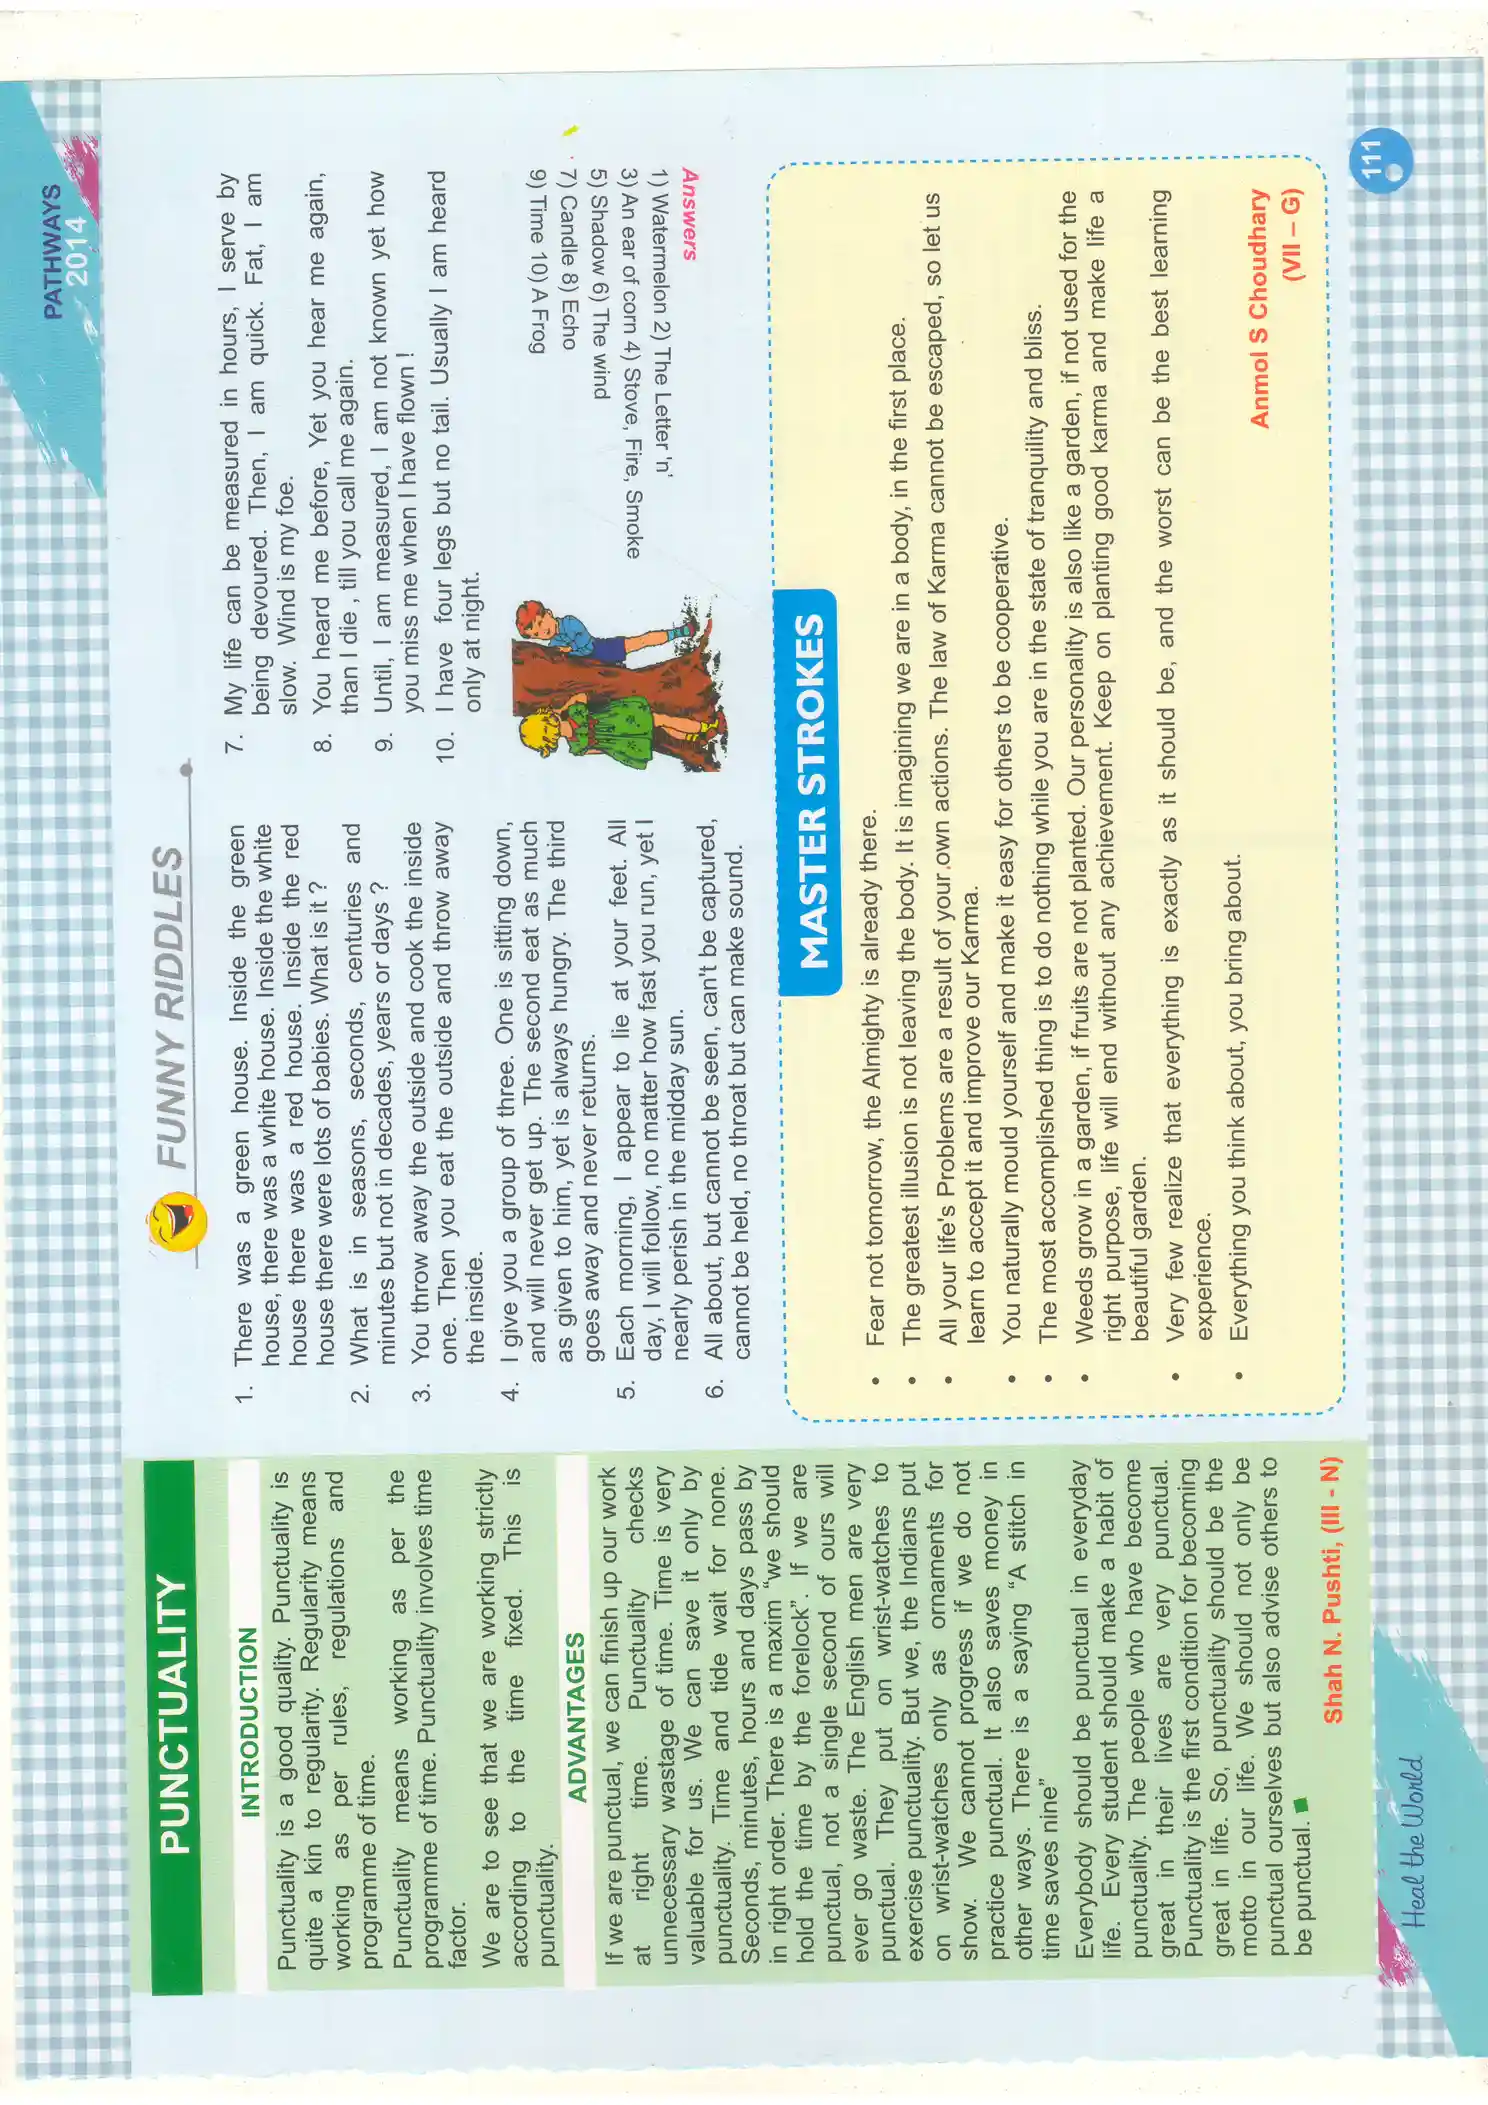 PATHWAYS
2014
PUNCTUALITY
INTRODUCTION
Punctuality is a good quality. Punctuality is
quite a kin to regularity. Regularity means
working as per rules, regulations and
programme of time.
Punctuality means working as per the
programme of time. Punctuality involves time
factor.
We are to see that we are working strictly
according to the time fixed. This is
punctuality.
ADVANTAGES
If we are punctual, we can finish up our work
at right time. Punctuality checks
unnecessary wastage of time. Time is very
valuable for us. We can save it only by
punctuality. Time and tide wait for none.
Seconds, minutes, hours and days pass by
in right order. There is a maxim “we should
hold the time by the forelock”. If we are
punctual, not a single second of ours will
ever go waste. The English men are very
punctual. They put on wrist-watches to
exercise punctuality. But we, the Indians put
on wrist-watches only as ornaments for
show. We cannot progress if we do not
practice punctual. It also saves money in
other ways. There is a saying “A stitch in
time saves nine”
Everybody should be punctual in everyday
life. Every student should make a habit of
punctuality. The people who have become
great in their lives are very punctual.
Punctuality is the first condition for becoming
great in life. So, punctuality should be the
motto in our life. We should not only be
punctual ourselves but also advise others to
be punctual.
Shah N. Pushti, (III - N)
FUNNY RIDDLES
1. There was a green house. Inside the green
house, there was a white house. Inside the white
house there was a red house. Inside the red
house there were lots of babies. What is it ?
2. What is in seasons, seconds, centuries and
minutes but not in decades, years or days ?
3. You throw away the outside and cook the inside
one. Then you eat the outside and throw away
the inside.
4. I give you a group of three. One is sitting down,
and will never get up. The second eat as much
as given to him, yet is always hungry. The third
goes away and never returns.
5. Each morning, I appear to lie at your feet. All
day, I will follow, no matter how fast you run, yet I
nearly perish in the midday sun.
6. All about, but cannot be seen, can't be captured,
cannot be held, no throat but can make sound.
7. My life can be measured in hours, I serve by
being devoured. Then, I am quick. Fat, I am
slow. Wind is my foe.
8. You heard me before, Yet you hear me again,
than I die , till you call me again.
9. Until, I am measured, I am not known yet how
you miss me when I have flown !
10. I have four legs but no tail. Usually I am heard
only at night.
Answers
1) Watermelon 2) The Letter 'n'
3) An ear of corn 4) Stove, Fire, Smoke
5) Shadow 6) The wind
7) Candle 8) Echo
9) Time 10) A Frog
MASTER STROKES
• Fear not tomorrow, the Almighty is already there.
• The greatest illusion is not leaving the body. It is imagining we are in a body, in the first place.
• All your life's Problems are a result of your own actions. The law of Karma cannot be escaped, so let us
learn to accept it and improve our Karma.
• You naturally mould yourself and make it easy for others to be cooperative.
• The most accomplished thing is to do nothing while you are in the state of tranquility and bliss.
• Weeds grow in a garden, if fruits are not planted. Our personality is also like a garden, if not used for the
right purpose, life will end without any achievement. Keep on planting good karma and make life a
beautiful garden.
• Very few realize that everything is exactly as it should be, and the worst can be the best learning
experience.
• Everything you think about, you bring about.
Anmol S Choudhary
(VII – G)
Heal the World
111